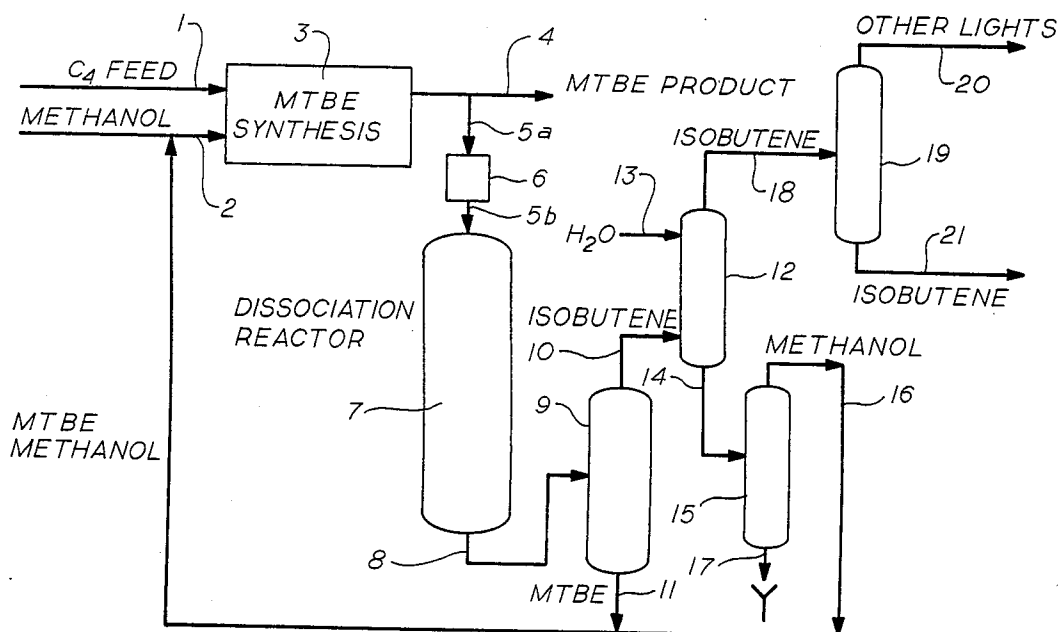 1
3
4
OTHER LIGHTS
20
C4 FEED
MTBE SYNTHESIS
MTBE PRODUCT
METHANOL
2
5a
6
5b
ISOBUTENE
18
19
13
H2O
12
21
ISOBUTENE
DISSOCIATION
REACTOR
7
ISOBUTENE
10
14
METHANOL
16
9
MTBE
METHANOL
15
8
17
MTBE
11